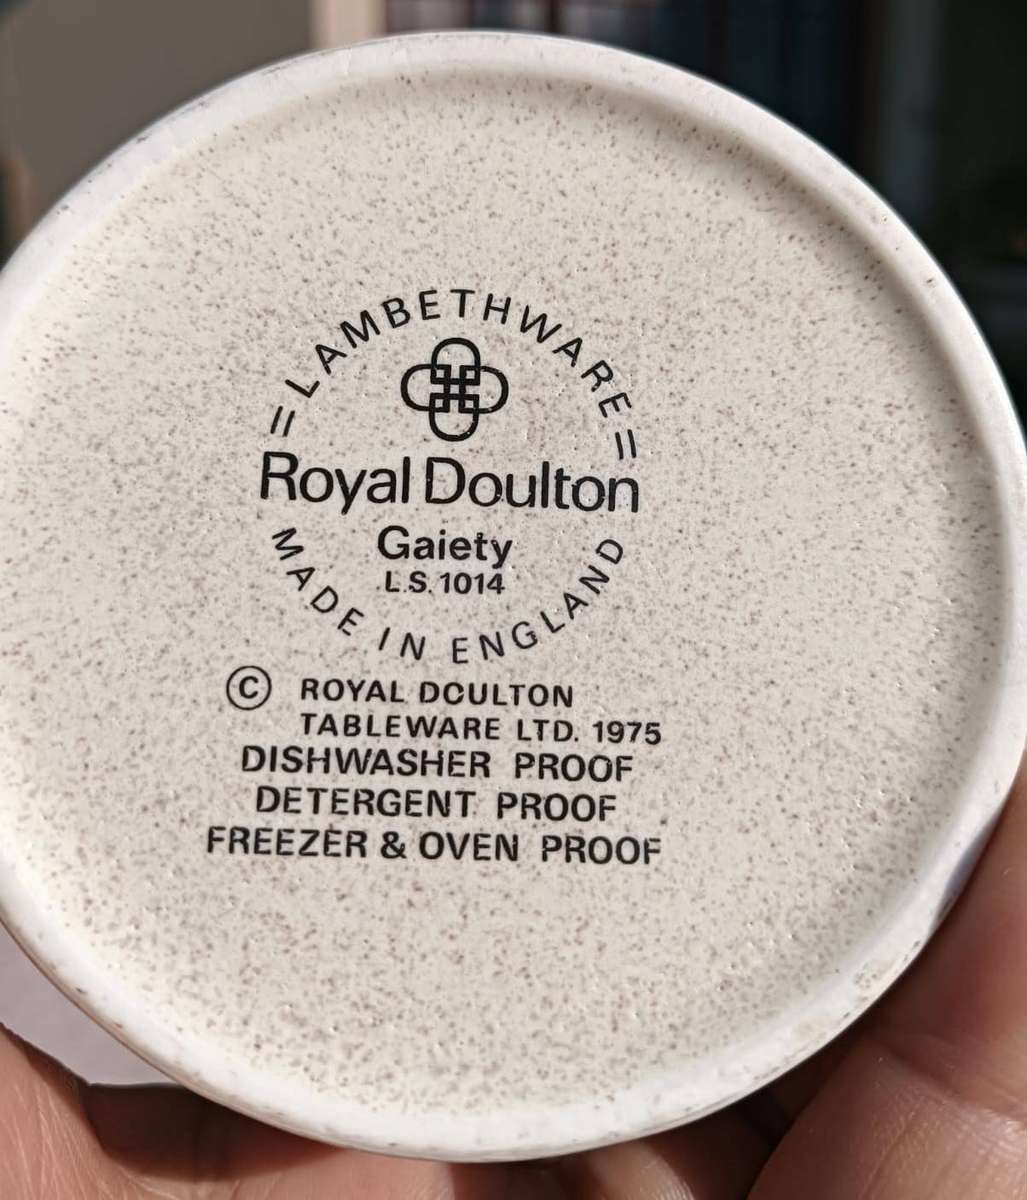 =LAMBETHWARE=
Royal Doulton
Gaiety
L.S. 1014
MADE IN ENGLAND
© ROYAL DOULTON
TABLEWARE LTD. 1975
DISHWASHER PROOF
DETERGENT PROOF
FREEZER & OVEN PROOF